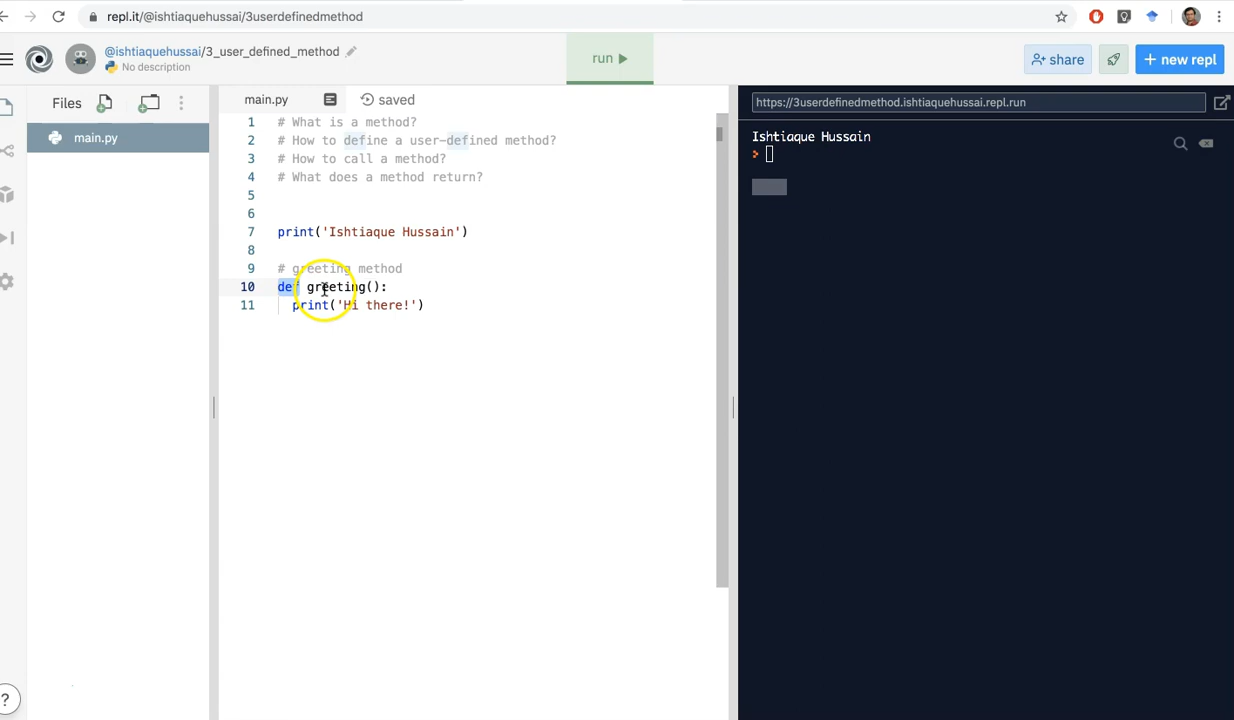 repl.it/@ishtiaquehussai/3userdefinedmethod
@ishtiaquehussai/3_user_defined_method
No description
run
share
+ new repl
Files
main.py
main.py
saved
https://3userdefinedmethod.ishtiaquehussai.repl.run
1 # What is a method?
2 # How to define a user-defined method?
3 # How to call a method?
4 # What does a method return?
5
6
7 print('Ishtiaque Hussain')
8
9 # greeting method
10 def greeting():
11 print('Hi there!')
Ishtiaque Hussain
>
?